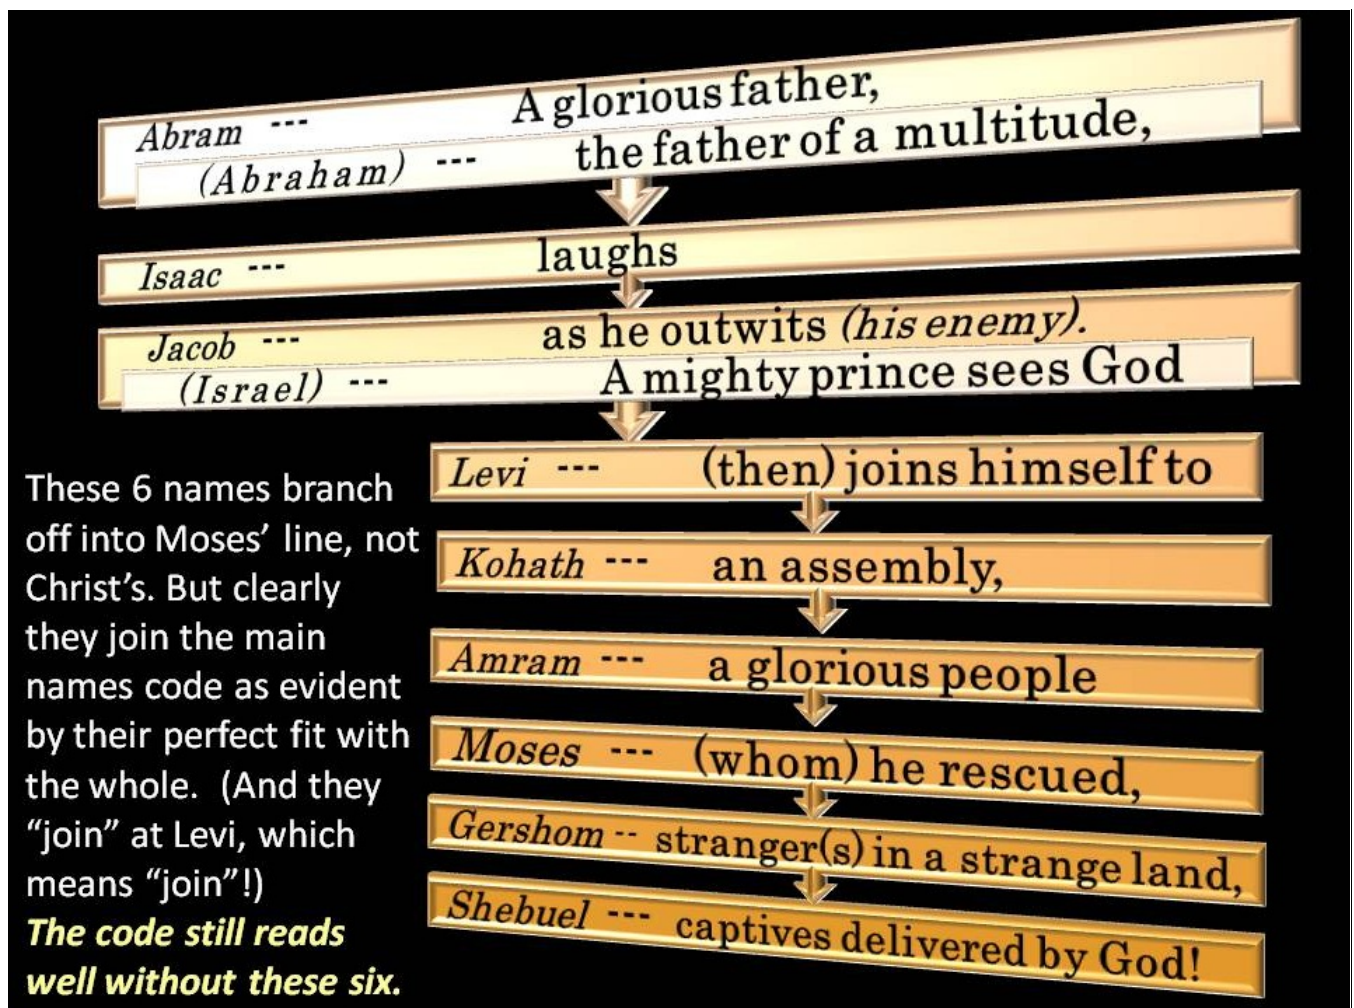 Abram --- A glorious father,
(Abraham) --- the father of a multitude,
Isaac --- laughs
Jacob --- as he outwits (his enemy).
(Israel) --- A mighty prince sees God
Levi --- (then) joins himself to
Kohath --- an assembly,
Amram --- a glorious people
Moses --- (whom) he rescued,
Gershom -- stranger(s) in a strange land,
Shebuel --- captives delivered by God!
These 6 names branch
off into Moses’ line, not
Christ’s. But clearly
they join the main
names code as evident
by their perfect fit with
the whole. (And they
“join” at Levi, which
means “join”!)
The code still reads
well without these six.